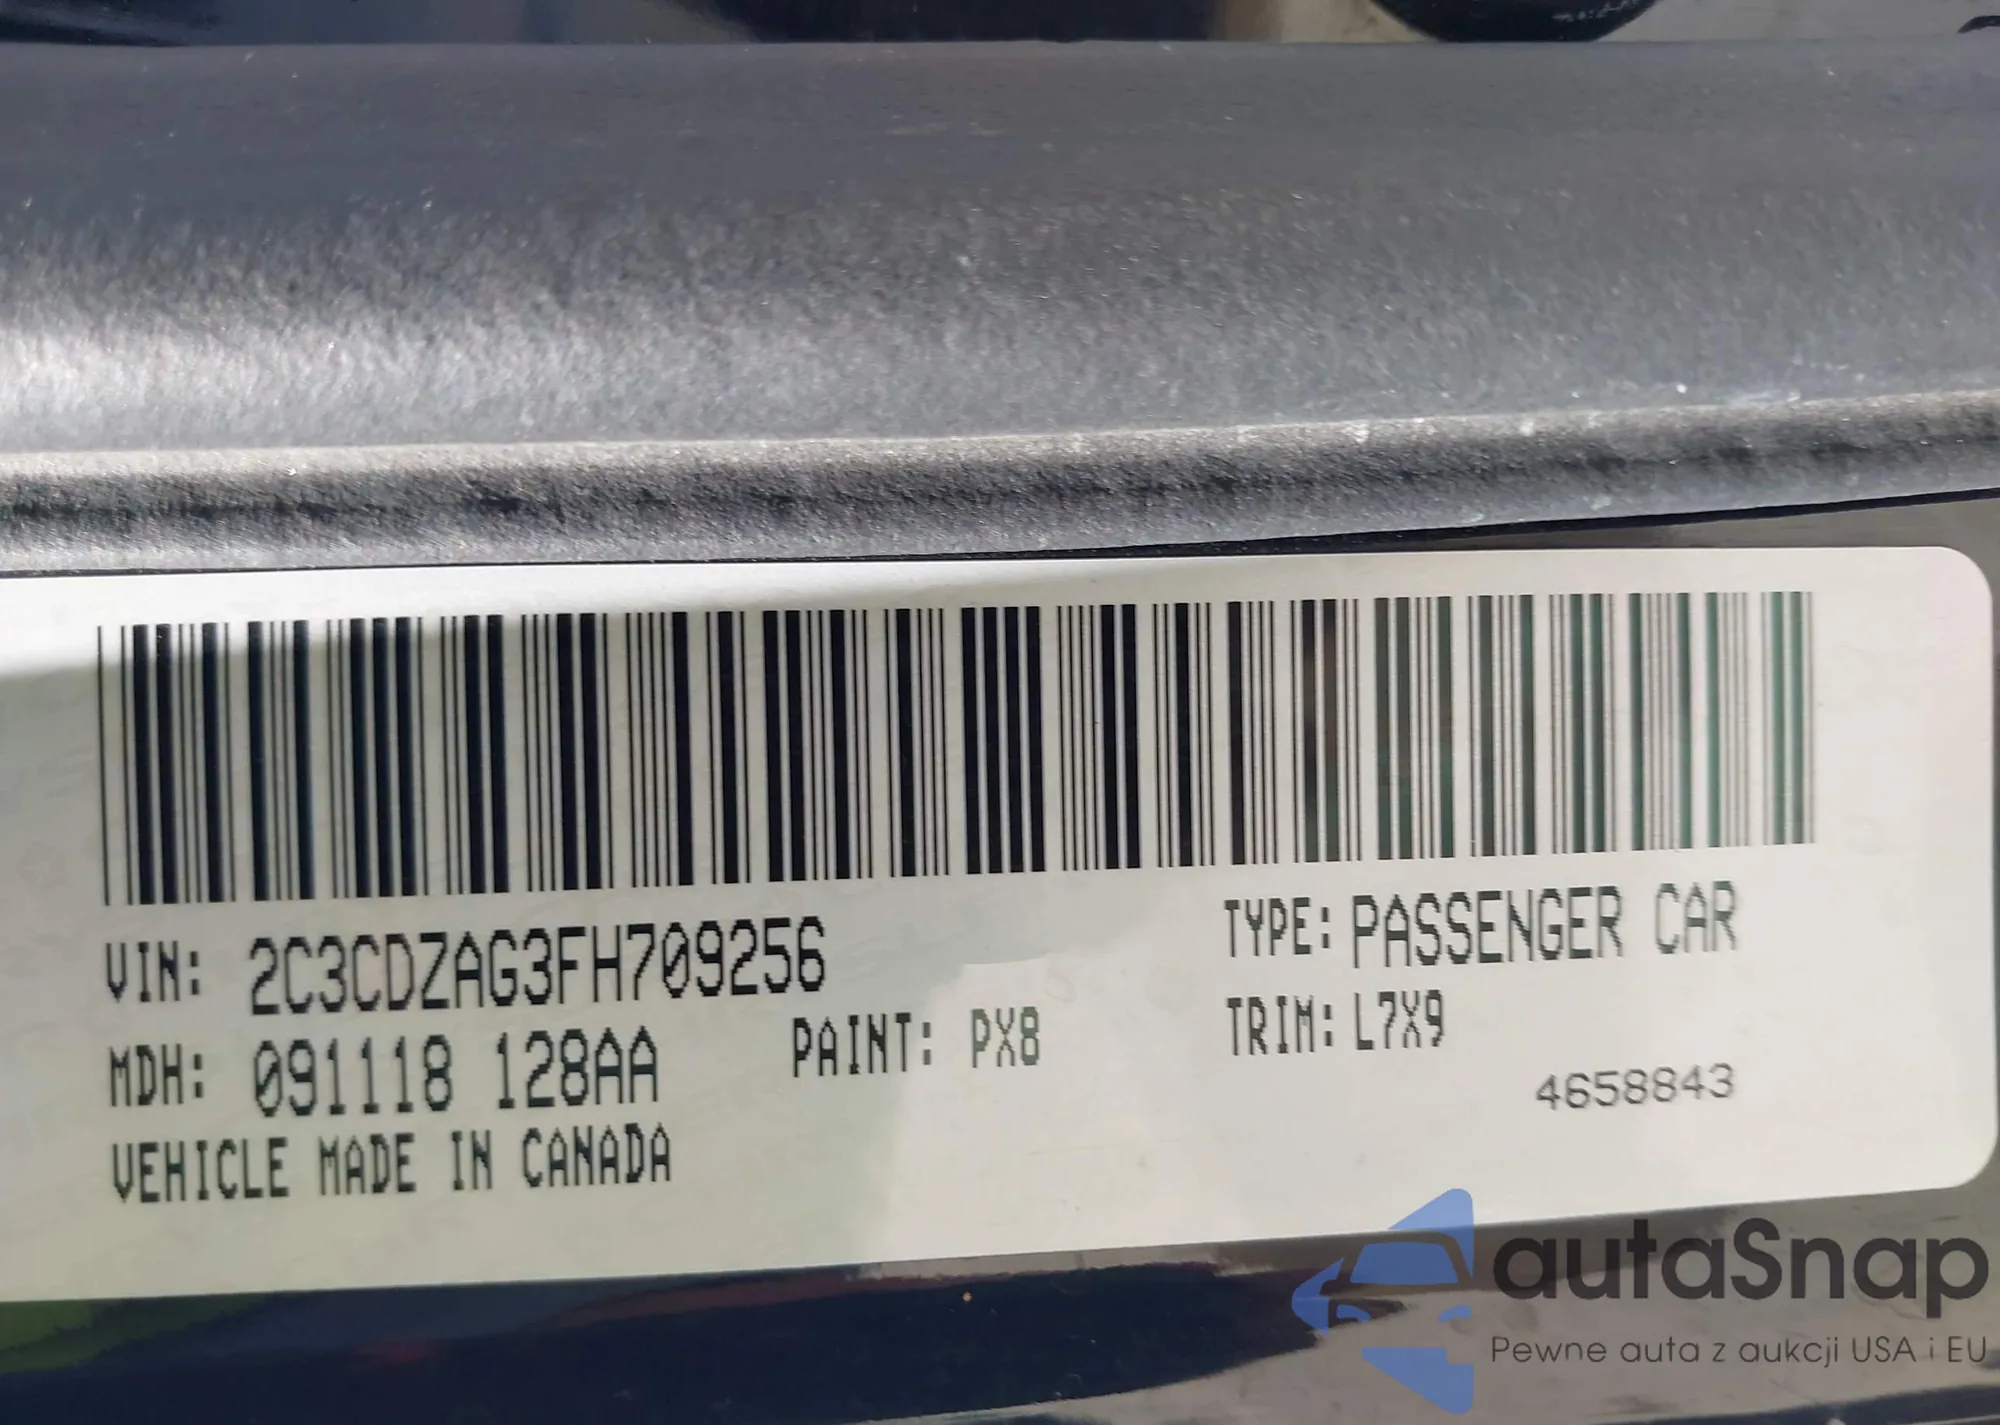 VIN: 2C3CDZAG3FH709256
TYPE: PASSENGER CAR
MDH: 091118 128AA
PAINT: PX8
TRIM: L7X9
4658843
VEHICLE MADE IN CANADA
autaSnap
Pewne auta z aukcji USA i EU